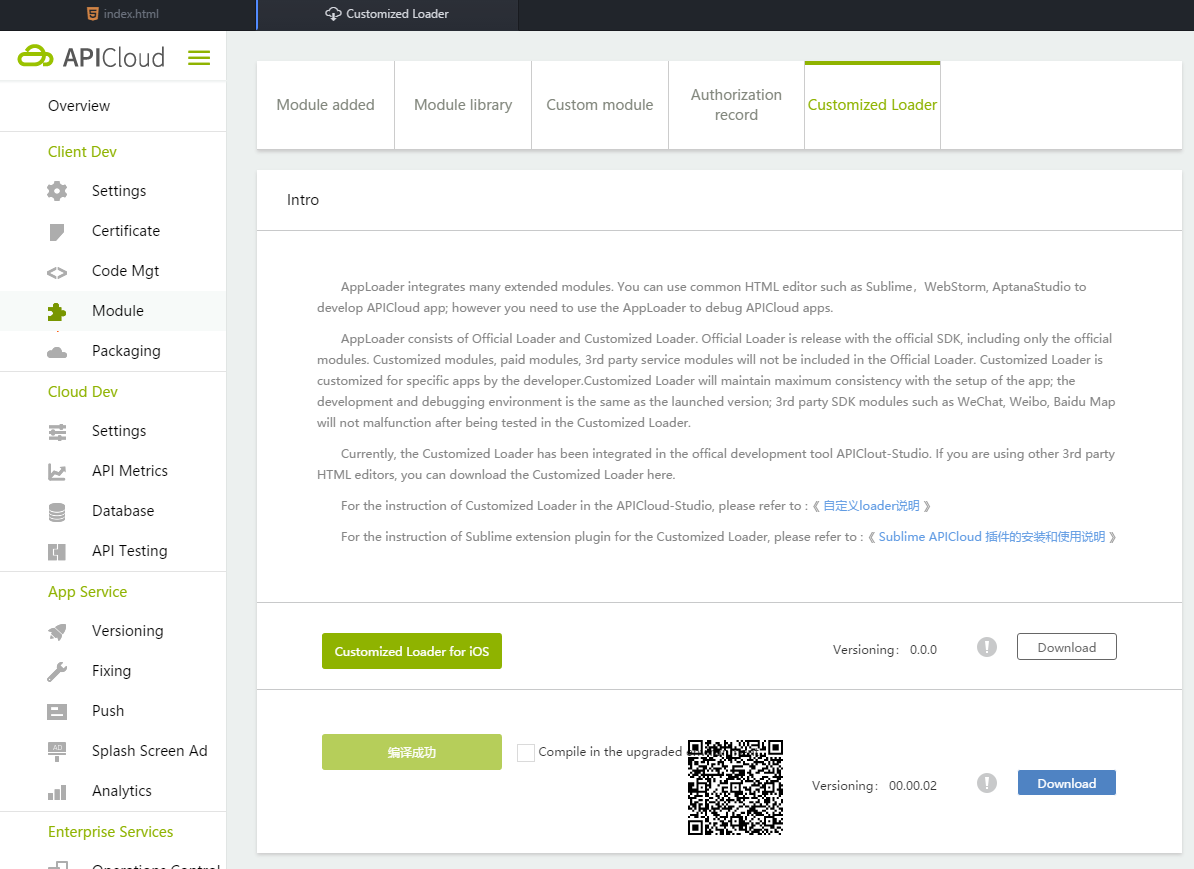 index.html
Customized Loader
APICloud
Overview
Client Dev
Settings
Certificate
Code Mgt
Module
Packaging
Cloud Dev
Settings
API Metrics
Database
API Testing
App Service
Versioning
Fixing
Push
AD
Splash Screen Ad
Analytics
Enterprise Services
Operations Control
Module added
Module library
Custom module
Authorization
record
Customized Loader
Intro
AppLoader integrates many extended modules. You can use common HTML editor such as Sublime，WebStorm, AptanaStudio to
develop APICloud app; however you need to use the AppLoader to debug APICloud apps.
AppLoader consists of Official Loader and Customized Loader. Official Loader is release with the official SDK, including only the official
modules. Customized modules, paid modules, 3rd party service modules will not be included in the Official Loader. Customized Loader is
customized for specific apps by the developer.Customized Loader will maintain maximum consistency with the setup of the app; the
development and debugging environment is the same as the launched version; 3rd party SDK modules such as WeChat, Weibo, Baidu Map
will not malfunction after being tested in the Customized Loader.
Currently, the Customized Loader has been integrated in the offical development tool APIClout-Studio. If you are using other 3rd party
HTML editors, you can download the Customized Loader here.
For the instruction of Customized Loader in the APICloud-Studio, please refer to :《 自定义loader说明 》
For the instruction of Sublime extension plugin for the Customized Loader, please refer to :《 Sublime APICloud 插件的安装和使用说明 》
Customized Loader for iOS
Versioning： 0.0.0
Download
编译成功
Compile in the upgraded
Versioning： 00.00.02
Download